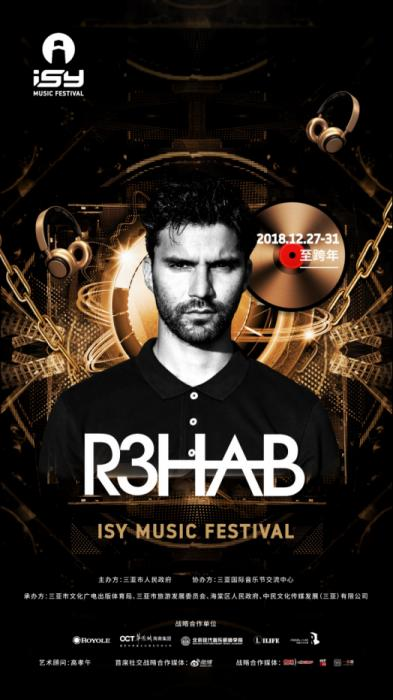 iSY
MUSIC FESTIVAL
2018.12.27-31
至跨年
R3HAB
ISY MUSIC FESTIVAL
主办方：三亚市人民政府 协办方：三亚国际音乐节交流中心
承办方：三亚市文化广电出版体育局、三亚市旅游发展委员会、海棠区人民政府、中民文化传媒发展（三亚）有限公司
战略合作单位
ROYOLE OCT 华侨城 LILIFE
艺术顾问：高孝午 首席社交战略合作媒体： 战略合作媒体：